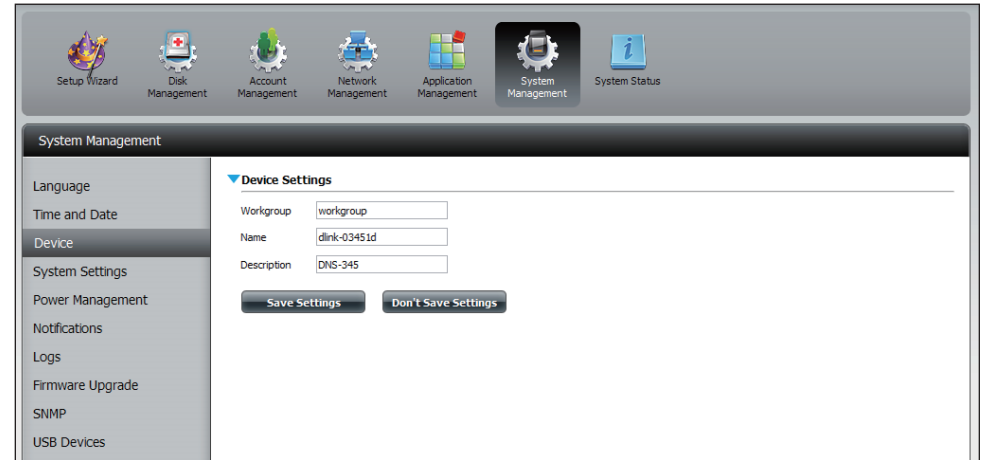 Setup Wizard
Disk
Management
Account
Management
Network
Management
Application
Management
System
Management
System Status
System Management
Language
Time and Date
Device
System Settings
Power Management
Notifications
Logs
Firmware Upgrade
SNMP
USB Devices
Device Settings
Workgroup workgroup
Name dlink-03451d
Description DNS-345
Save Settings Don't Save Settings